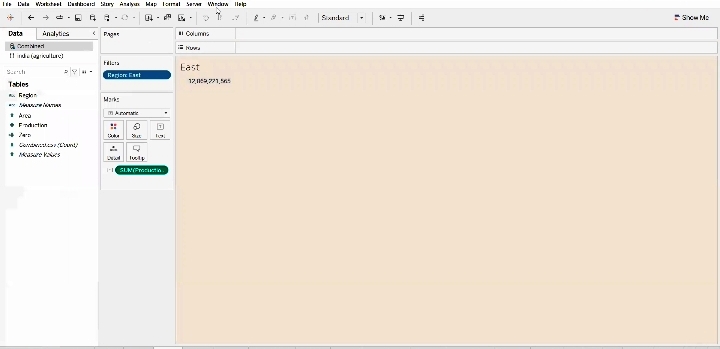 File Data Worksheet Dashboard Story Analysis Map Format Server Window Help
Standard
Show Me
Data Analytics
Pages
Columns
Rows
Combined
india (agriculture)
Filters
Region: East
Search
Tables
Region
Measure Names
Area
Production
Zero
Combined.csv (Count)
Measure Values
Marks
Automatic
Color Size Text
Detail Tooltip
SUM(Productio..
East
12,069,221,565